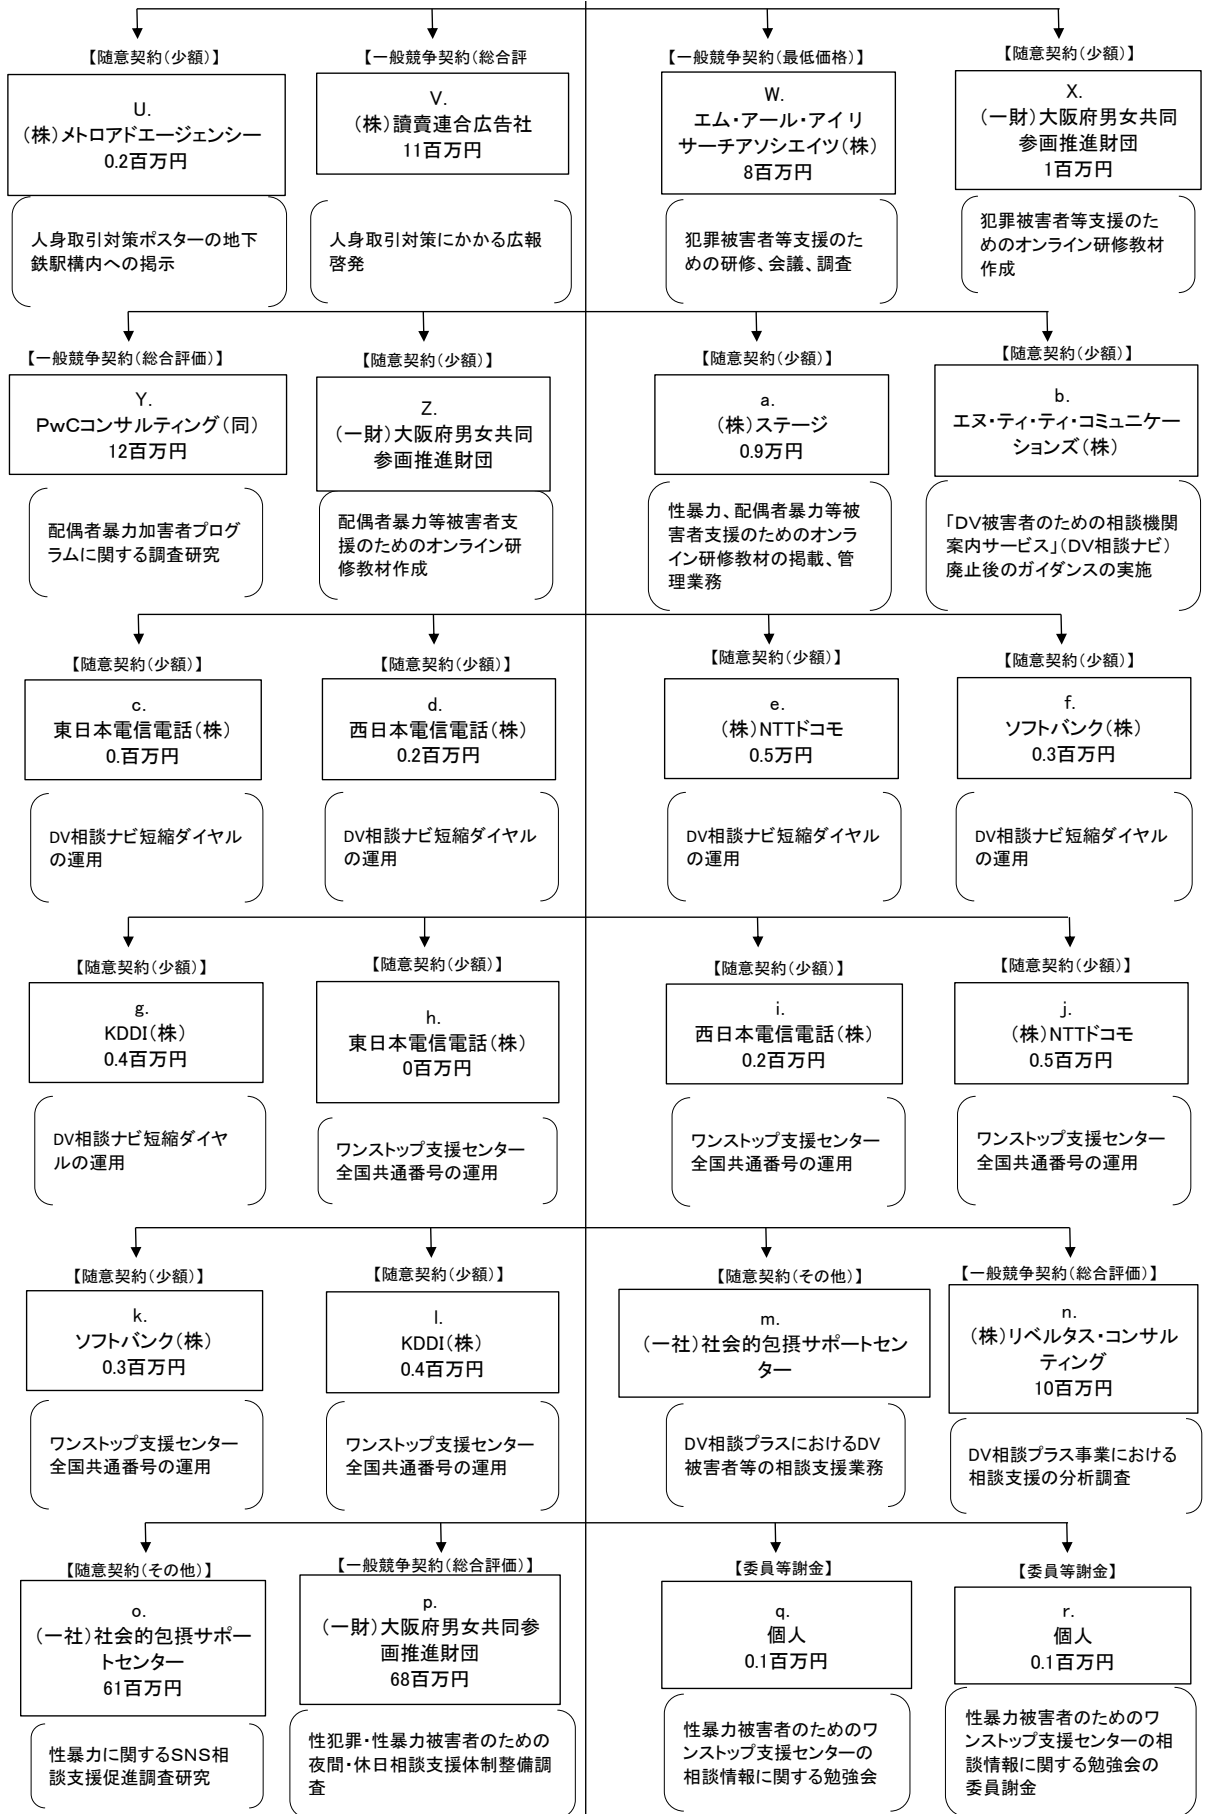 【随意契約(少額)】
U.
(株)メトロアドエージェンシー
0.2百万円
人身取引対策ポスターの地下
鉄駅構内への掲示
【一般競争契約(総合評
V.
(株)讀賣連合広告社
11百万円
人身取引対策にかかる広報
啓発
【一般競争契約(最低価格)】
W.
エム・アール・アイリ
サーチアソシエイツ(株)
8百万円
犯罪被害者等支援のた
めの研修、会議、調査
【随意契約(少額)】
X.
(一財)大阪府男女共同
参画推進財団
1百万円
犯罪被害者等支援のた
めのオンライン研修教材
作成
【一般競争契約(総合評価)】
Y.
PwCコンサルティング(同)
12百万円
配偶者暴力加害者プログ
ラムに関する調査研究
【随意契約(少額)】
Z.
(一財)大阪府男女共同
参画推進財団
配偶者暴力等被害者支
援のためのオンライン研
修教材作成
【随意契約(少額)】
a.
(株)ステージ
0.9万円
性暴力、配偶者暴力等被
害者支援のためのオンラ
イン研修教材の掲載、管
理業務
【随意契約(少額)】
b.
エヌ・ティ・ティ・コミュニケー
ションズ(株)
「DV被害者のための相談機関
案内サービス」(DV相談ナビ)
廃止後のガイダンスの実施
【随意契約(少額)】
c.
東日本電信電話(株)
0.百万円
DV相談ナビ短縮ダイヤル
の運用
【随意契約(少額)】
d.
西日本電信電話(株)
0.2百万円
DV相談ナビ短縮ダイヤル
の運用
【随意契約(少額)】
e.
(株)NTTドコモ
0.5万円
DV相談ナビ短縮ダイヤル
の運用
【随意契約(少額)】
f.
ソフトバンク(株)
0.3百万円
DV相談ナビ短縮ダイヤル
の運用
【随意契約(少額)】
g.
KDDI(株)
0.4百万円
DV相談ナビ短縮ダイヤ
ルの運用
【随意契約(少額)】
h.
東日本電信電話(株)
0百万円
ワンストップ支援センター
全国共通番号の運用
【随意契約(少額)】
i.
西日本電信電話(株)
0.2百万円
ワンストップ支援センター
全国共通番号の運用
【随意契約(少額)】
j.
(株)NTTドコモ
0.5百万円
ワンストップ支援センター
全国共通番号の運用
【随意契約(少額)】
k.
ソフトバンク(株)
0.3百万円
ワンストップ支援センター
全国共通番号の運用
【随意契約(少額)】
l.
KDDI(株)
0.4百万円
ワンストップ支援センター
全国共通番号の運用
【随意契約(その他)】
m.
(一社)社会的包摂サポートセン
ター
DV相談プラスにおけるDV
被害者等の相談支援業務
【一般競争契約(総合評価)】
n.
(株)リベルタス・コンサル
ティング
10百万円
DV相談プラス事業における
相談支援の分析調査
【随意契約(その他)】
o.
(一社)社会的包摂サポー
トセンター
61百万円
性暴力に関するSNS相
談支援促進調査研究
【一般競争契約(総合評価)】
p.
(一財)大阪府男女共同参
画推進財団
68百万円
性犯罪・性暴力被害者のための
夜間・休日相談支援体制整備調
査
【委員等謝金】
q.
個人
0.1百万円
性暴力被害者のためのワ
ンストップ支援センターの
相談情報に関する勉強会
【委員等謝金】
r.
個人
0.1百万円
性暴力被害者のためのワ
ンストップ支援センターの相
談情報に関する勉強会の
委員謝金